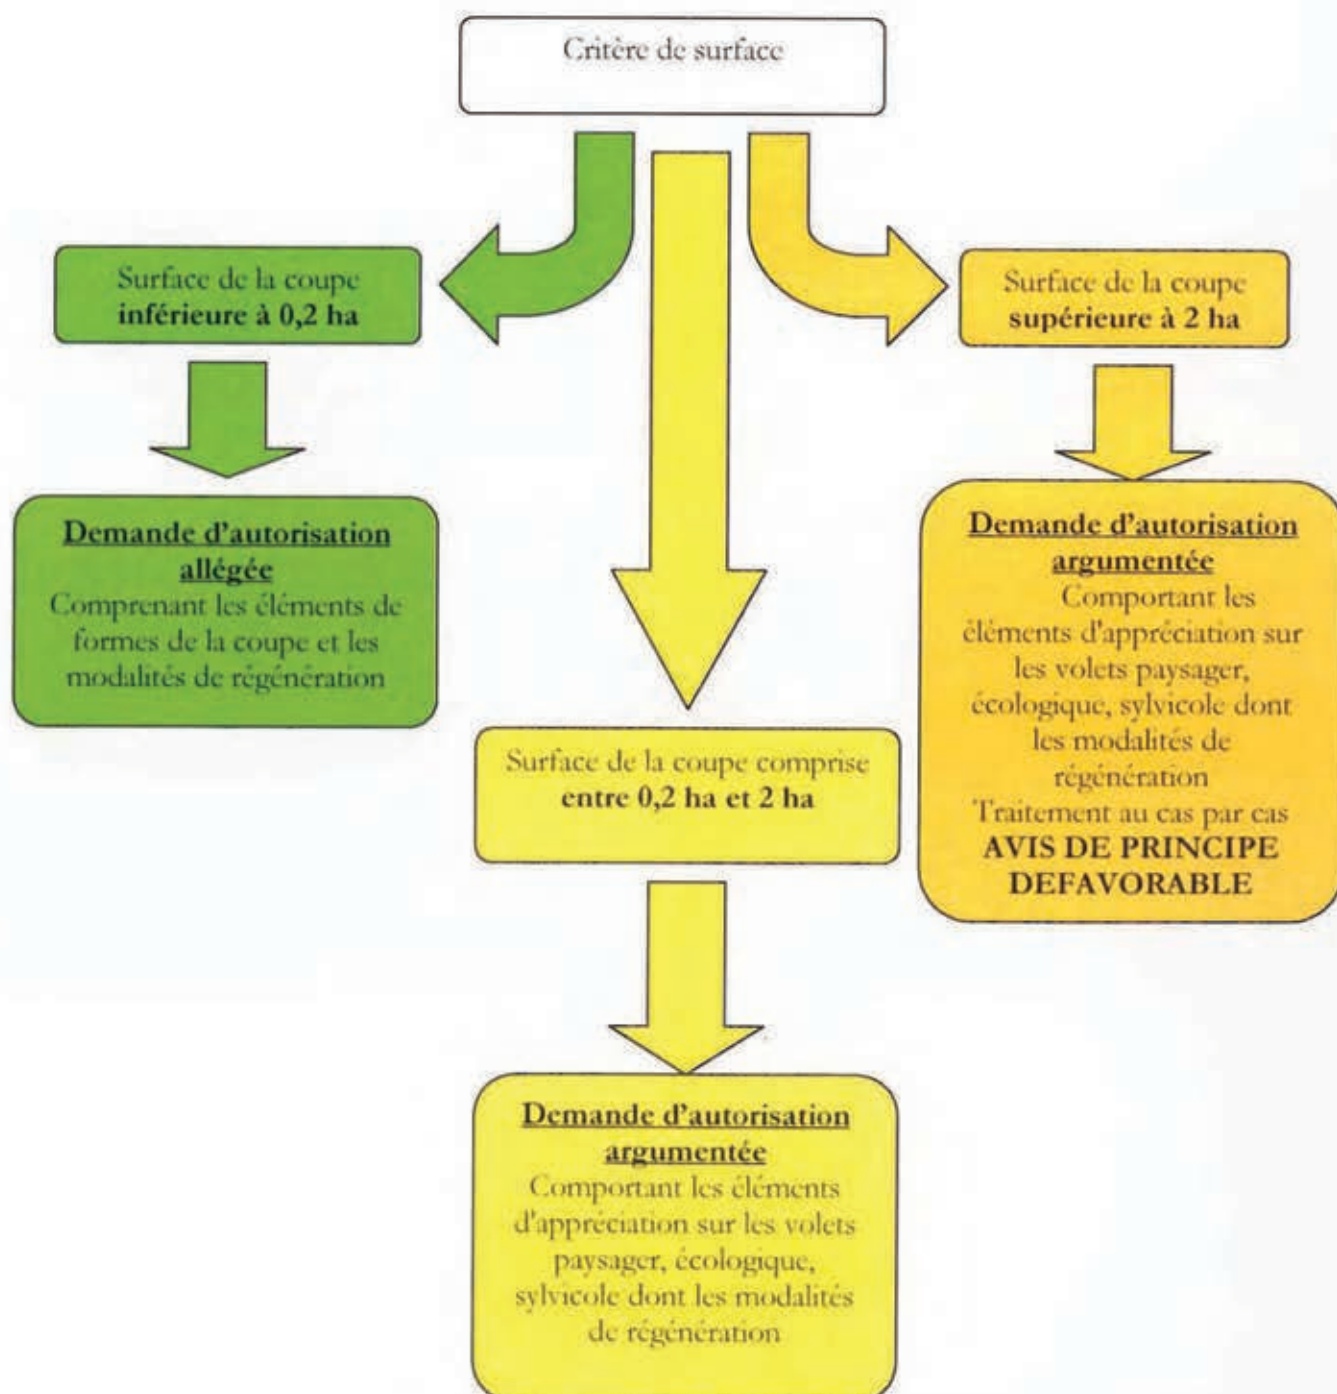 Critère de surface
Surface de la coupe
inférieure à 0,2 ha
Demande d'autorisation
allégée
Comprenant les éléments de
formes de la coupe et les
modalités de régénération
Surface de la coupe comprise
entre 0,2 ha et 2 ha
Demande d'autorisation
argumentée
Comportant les éléments
d'appréciation sur les volets
paysager, écologique,
sylvicole dont les modalités
de régénération
Surface de la coupe
supérieure à 2 ha
Demande d'autorisation
argumentée
Comportant les
éléments d'appréciation sur
les volets paysager,
écologique, sylvicole dont
les modalités de
régénération
Traitement au cas par cas
AVIS DE PRINCIPE
DEFAVORABLE